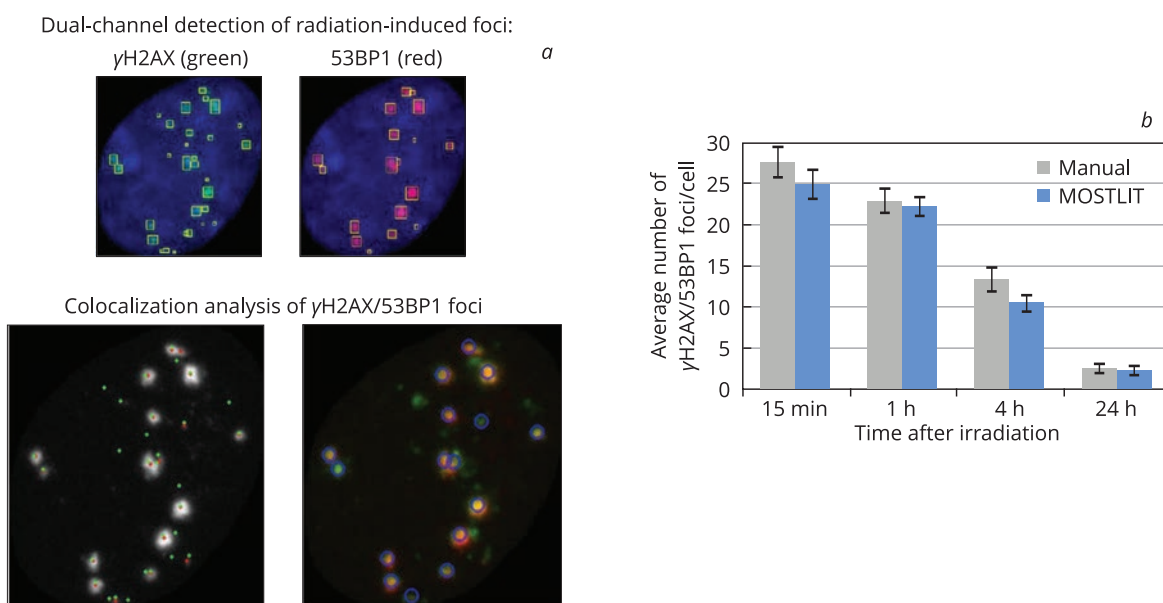 Dual-channel detection of radiation-induced foci:
γH2AX (green)
53BP1 (red)
a
Colocalization analysis of γH2AX/53BP1 foci
b
Average number of
γH2AX/53BP1 foci/cell
30
25
20
15
10
5
0
Manual
MOSTLIT
15 min
1 h
4 h
24 h
Time after irradiation